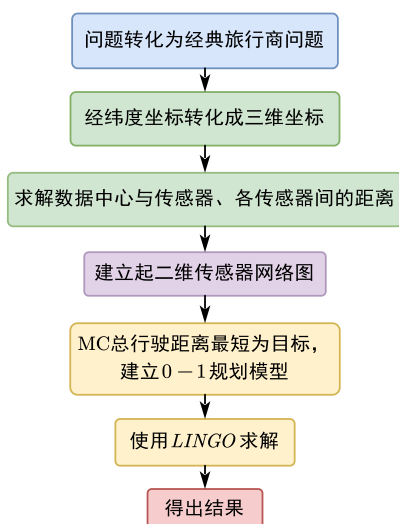 问题转化为经典旅行商问题
经纬度坐标转化成三维坐标
求解数据中心与传感器、各传感器间的距离
建立起二维传感器网络图
MC总行驶距离最短为目标，
建立0－1规划模型
使用LINGO求解
得出结果